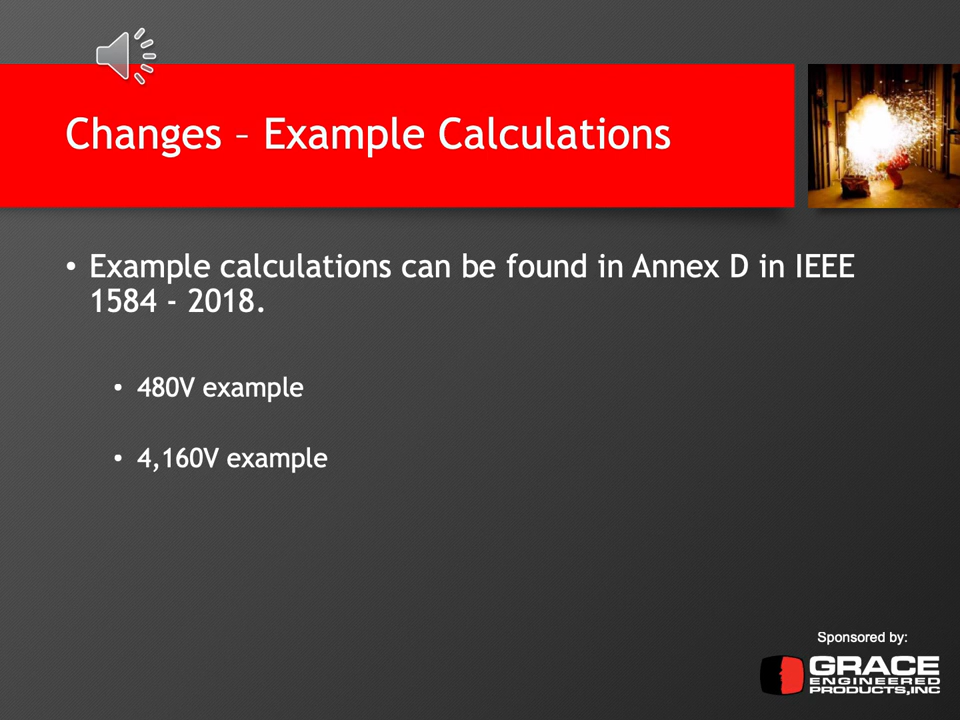 Changes – Example Calculations
• Example calculations can be found in Annex D in IEEE
1584 - 2018.
• 480V example
• 4,160V example
Sponsored by:
GRACE
ENGINEERED
PRODUCTS,INC